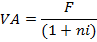 VA = F / (1 + ni)